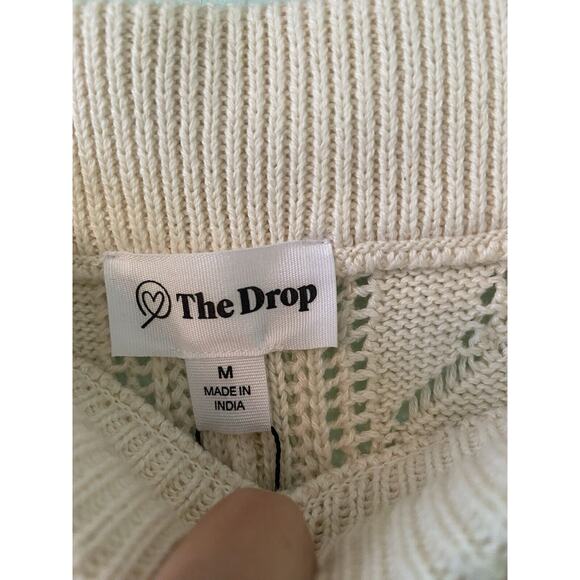 The Drop
M
MADE IN
INDIA